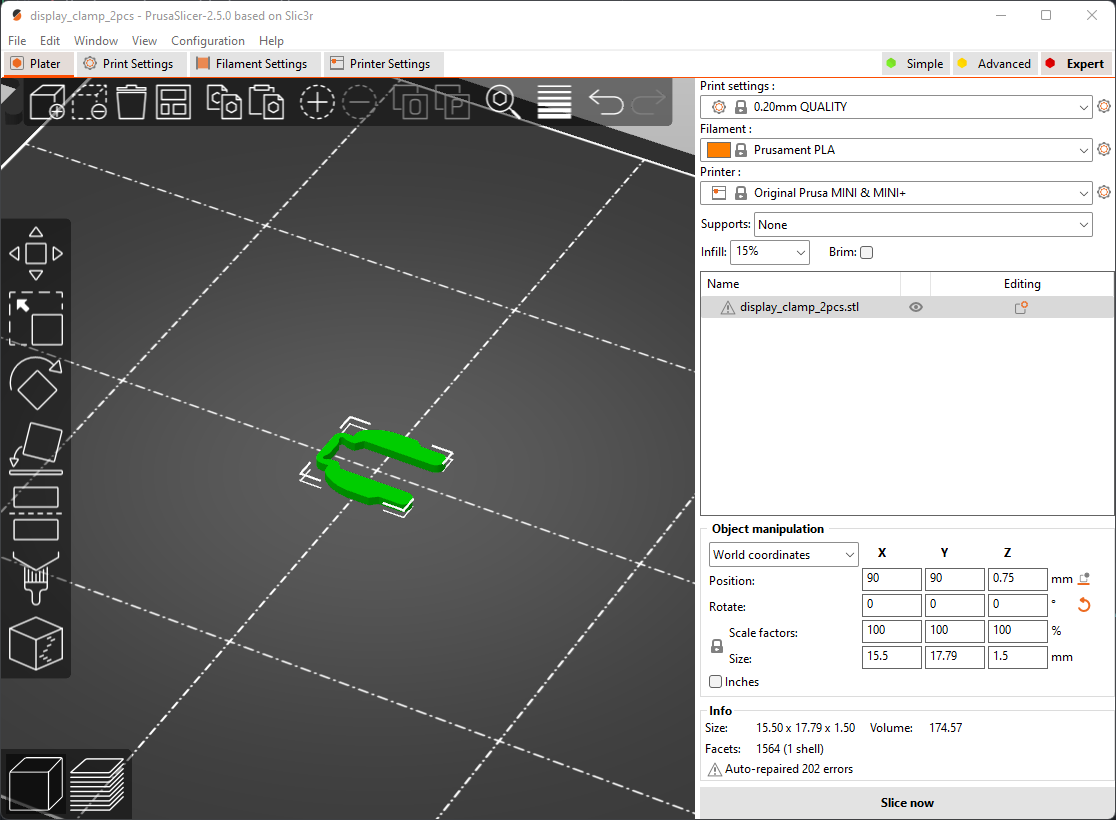 display_clamp_2pcs - PrusaSlicer-2.5.0 based on Slic3r
File Edit Window View Configuration Help
Plater Print Settings Filament Settings Printer Settings Simple Advanced Expert
Print settings :
0.20mm QUALITY
Filament :
Prusament PLA
Printer :
Original Prusa MINI & MINI+
Supports: None
Infill: 15% Brim:
Name Editing
display_clamp_2pcs.stl
Object manipulation
World coordinates X Y Z
Position: 90 90 0.75 mm
Rotate: 0 0 0 °
Scale factors: 100 100 100 %
Size: 15.5 17.79 1.5 mm
Inches
Info
Size: 15.50 x 17.79 x 1.50 Volume: 174.57
Facets: 1564 (1 shell)
Auto-repaired 202 errors
Slice now